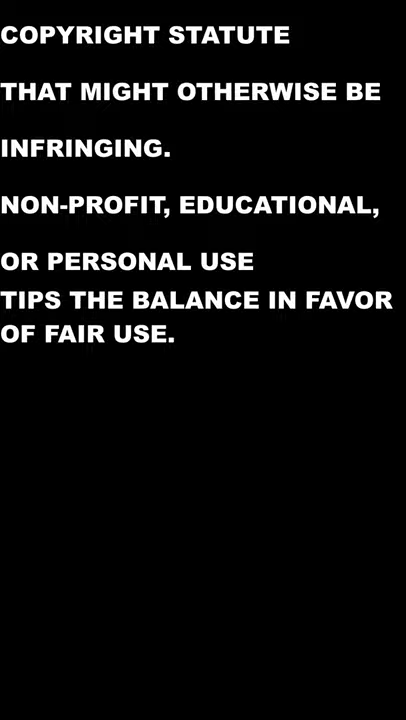 COPYRIGHT STATUTE
THAT MIGHT OTHERWISE BE
INFRINGING.
NON-PROFIT, EDUCATIONAL,
OR PERSONAL USE
TIPS THE BALANCE IN FAVOR
OF FAIR USE.